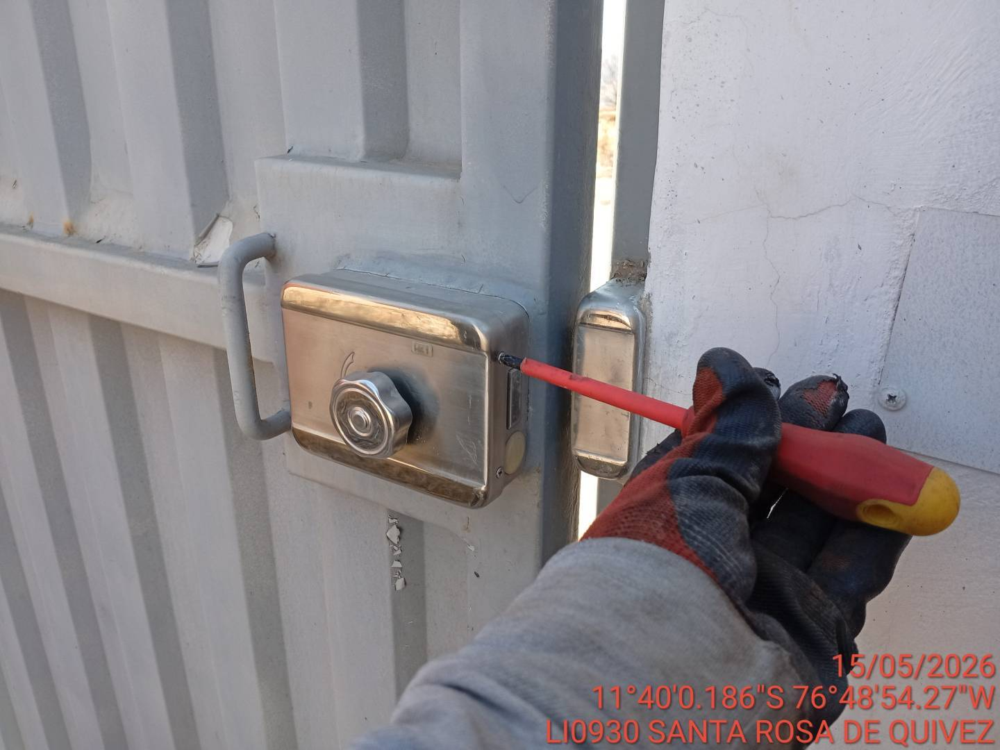 15/05/2026
11°40'0.186"S 76°48'54.27"W
LI0930 SANTA ROSA DE QUIVEZ